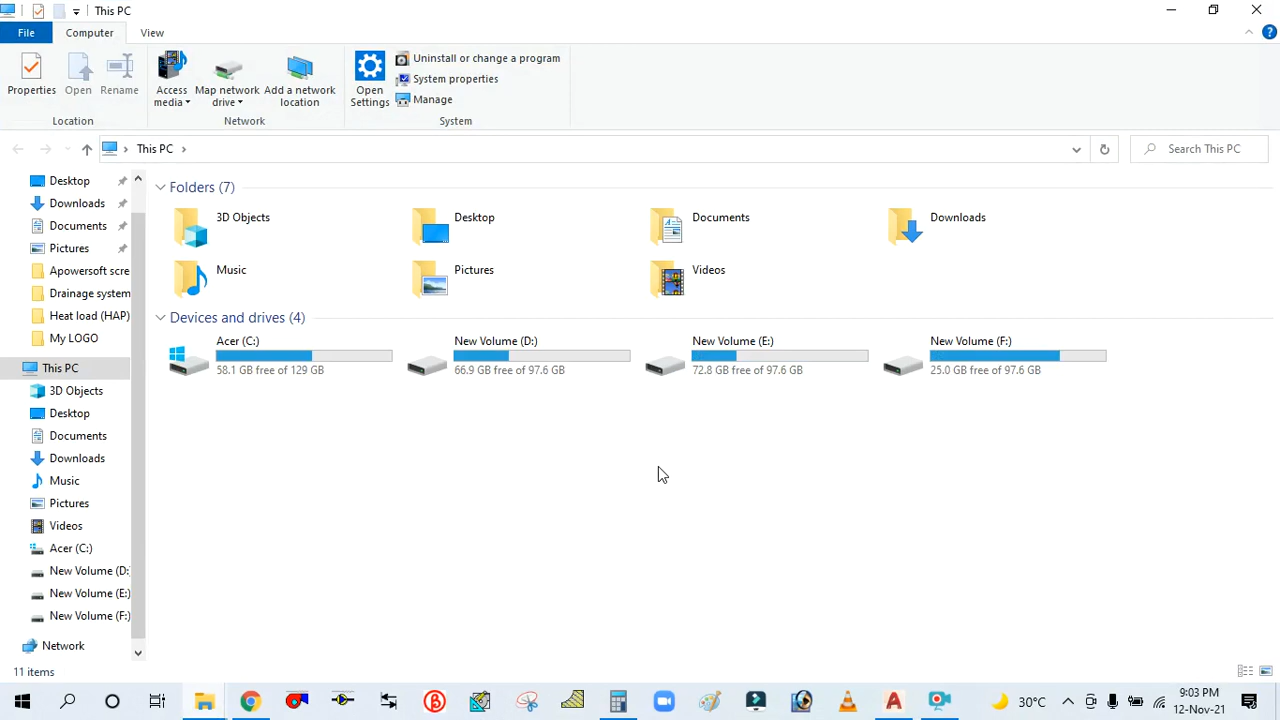 This PC
File
Computer
View
Properties
Open
Rename
Access media
Map network drive
Add a network location
Open Settings
Uninstall or change a program
System properties
Manage
Location
Network
System
This PC
Search This PC
Desktop
Downloads
Documents
Pictures
Apowersoft scre
Drainage system
Heat load (HAP)
My LOGO
This PC
3D Objects
Desktop
Documents
Downloads
Music
Pictures
Videos
Acer (C:)
New Volume (D:
New Volume (E:)
New Volume (F:)
Network
Folders (7)
3D Objects
Desktop
Documents
Downloads
Music
Pictures
Videos
Devices and drives (4)
Acer (C:)
58.1 GB free of 129 GB
New Volume (D:)
66.9 GB free of 97.6 GB
New Volume (E:)
72.8 GB free of 97.6 GB
New Volume (F:)
25.0 GB free of 97.6 GB
11 items
30°C
9:03 PM
12-Nov-21